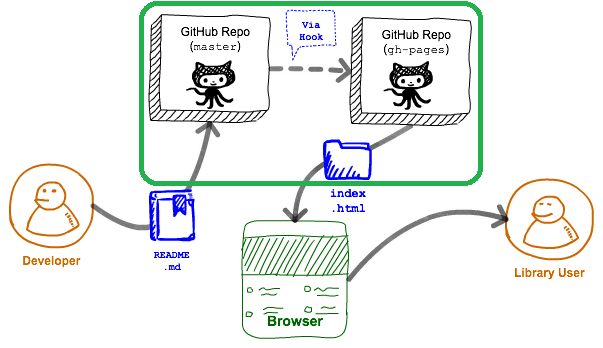 GitHub Repo
(master)
Via
Hook
GitHub Repo
(gh-pages)
index
.html
README
.md
Developer
Browser
Library User